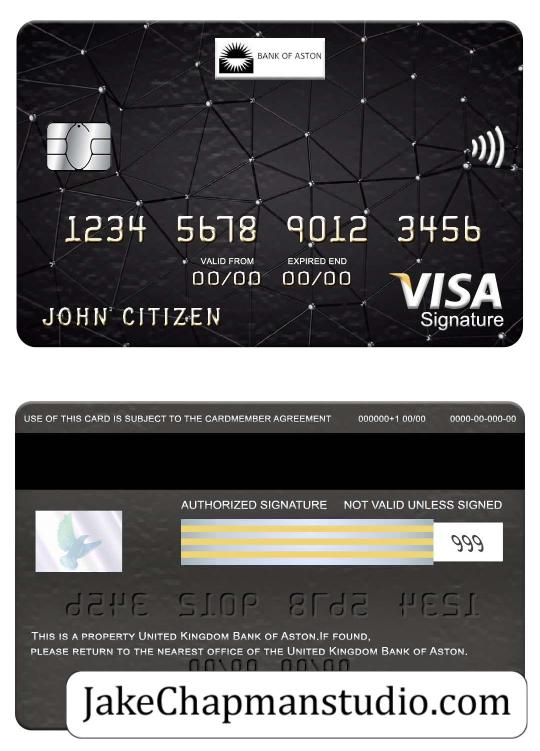 BANK OF ASTON
1234 5678 9012 3456
VALID FROM EXPIRED END
00/00 00/00
JOHN CITIZEN
VISA
Signature
USE OF THIS CARD IS SUBJECT TO THE CARDMEMBER AGREEMENT 000000+1 00/00 0000-00-000-00
AUTHORIZED SIGNATURE NOT VALID UNLESS SIGNED
999
THIS IS A PROPERTY UNITED KINGDOM BANK OF ASTON.IF FOUND,
PLEASE RETURN TO THE NEAREST OFFICE OF THE UNITED KINGDOM BANK OF ASTON.
JakeChapmanstudio.com